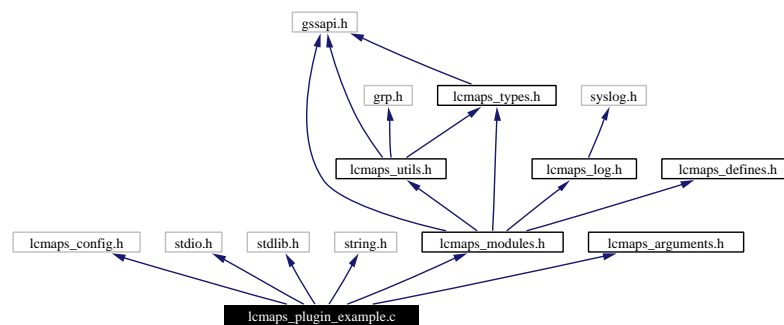 gssapi.h
grp.h
lcmaps_types.h
syslog.h
lcmaps_utils.h
lcmaps_log.h
lcmaps_defines.h
lcmaps_config.h
stdio.h
stdlib.h
string.h
lcmaps_modules.h
lcmaps_arguments.h
lcmaps_plugin_example.c